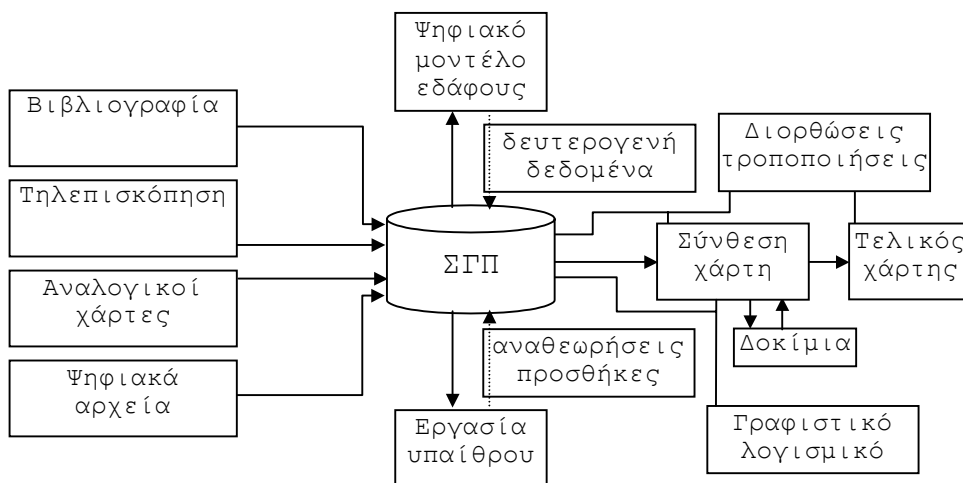 Ψηφιακό
μοντέλο
εδάφους
Βιβλιογραφία
Τηλεπισκόπηση
Αναλογικοί
χάρτες
Ψηφιακά
αρχεία
δευτερογενή
δεδομένα
ΣΓΠ
αναθεωρήσεις
προσθήκες
Εργασία
υπαίθρου
Διορθώσεις
τροποποιήσεις
Σύνθεση
χάρτη
Τελικός
χάρτης
Δοκίμια
Γραφιστικό
λογισμικό